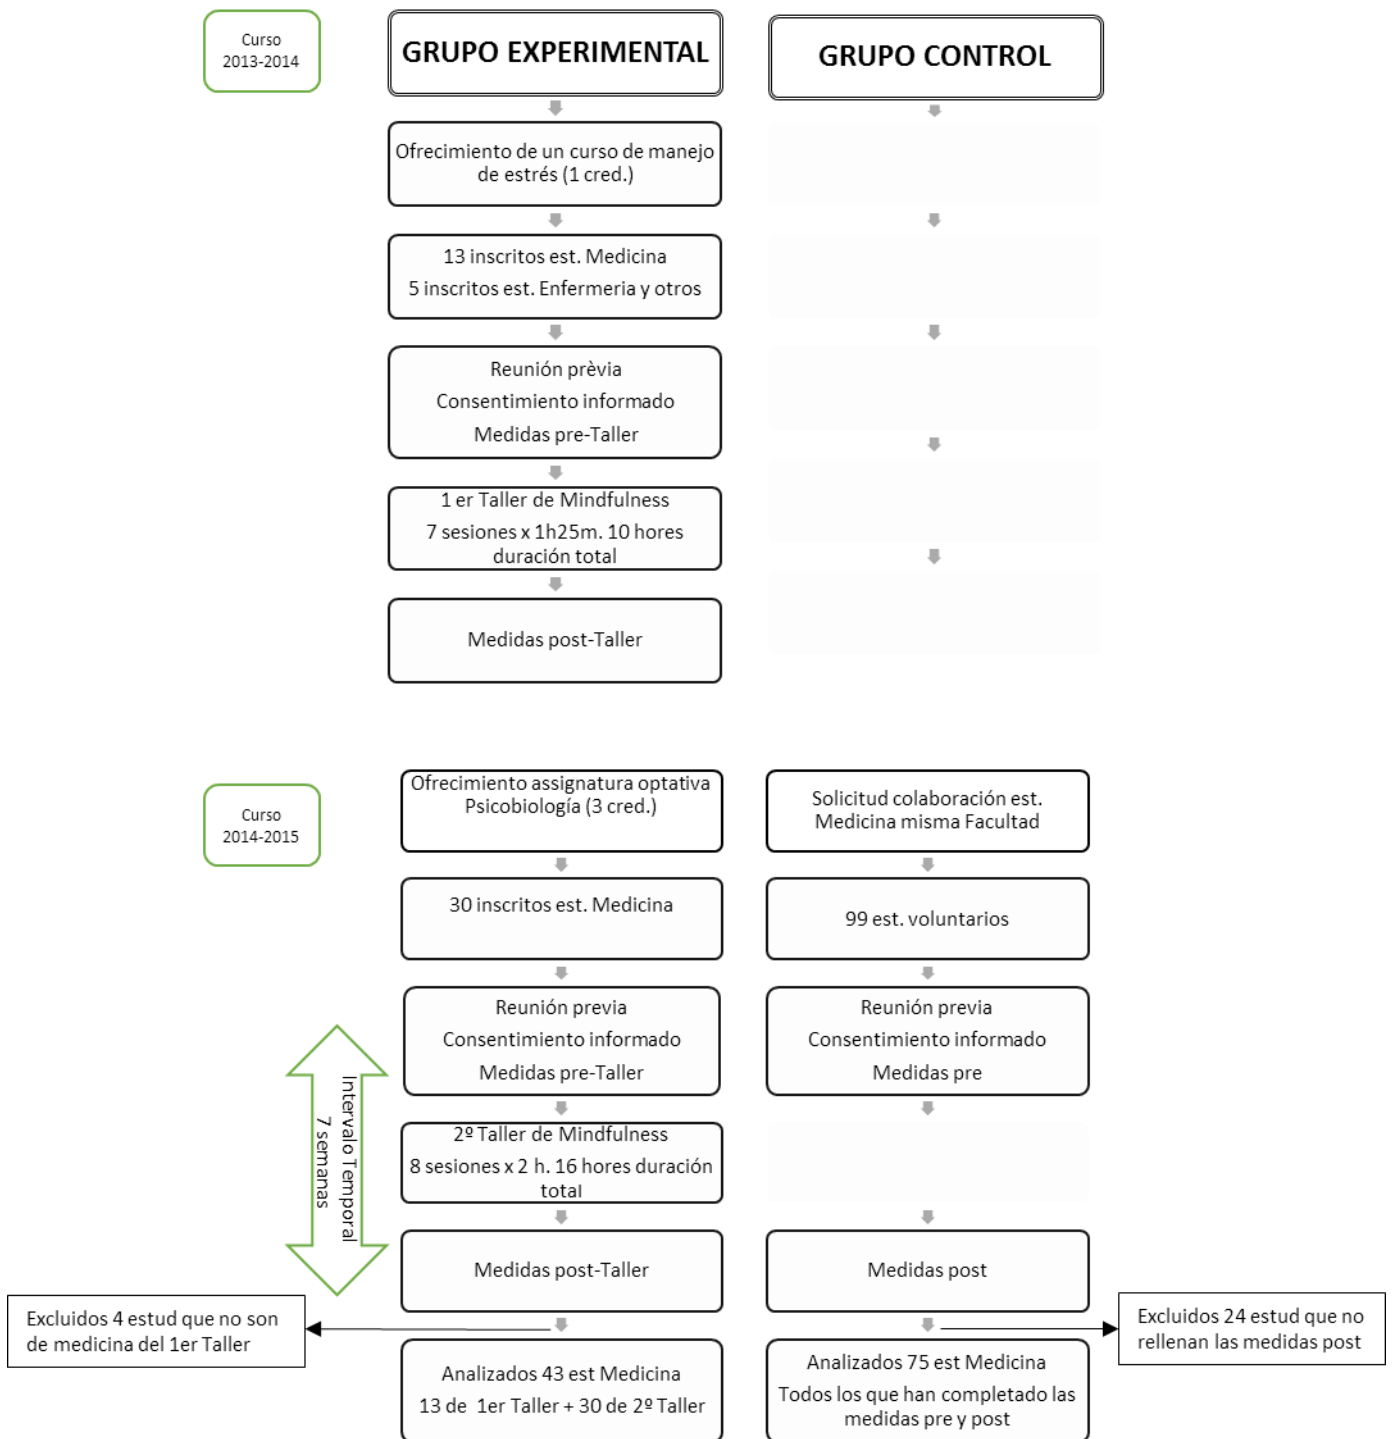 Curso
2013-2014
GRUPO EXPERIMENTAL
GRUPO CONTROL
Ofrecimiento de un curso de manejo
de estrés (1 cred.)
13 inscritos est. Medicina
5 inscritos est. Enfermeria y otros
Reunión prèvia
Consentimiento informado
Medidas pre-Taller
1 er Taller de Mindfulness
7 sesiones x 1h25m. 10 hores
duración total
Medidas post-Taller
Curso
2014-2015
Ofrecimiento assignatura optativa
Psicobiología (3 cred.)
Solicitud colaboración est.
Medicina misma Facultad
30 inscritos est. Medicina
99 est. voluntarios
Reunión previa
Consentimiento informado
Medidas pre-Taller
Reunión previa
Consentimiento informado
Medidas pre
Intervalo Temporal
7 semanas
2º Taller de Mindfulness
8 sesiones x 2 h. 16 hores duración
total
Medidas post-Taller
Medidas post
Excluidos 4 estud que no son
de medicina del 1er Taller
Excluidos 24 estud que no
rellenan las medidas post
Analizados 43 est Medicina
13 de 1er Taller + 30 de 2º Taller
Analizados 75 est Medicina
Todos los que han completado las
medidas pre y post